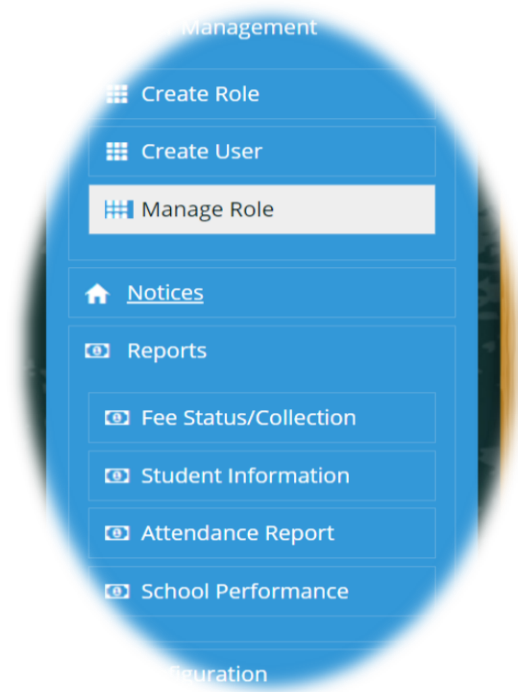 Management
Create Role
Create User
Manage Role
Notices
Reports
Fee Status/Collection
Student Information
Attendance Report
School Performance